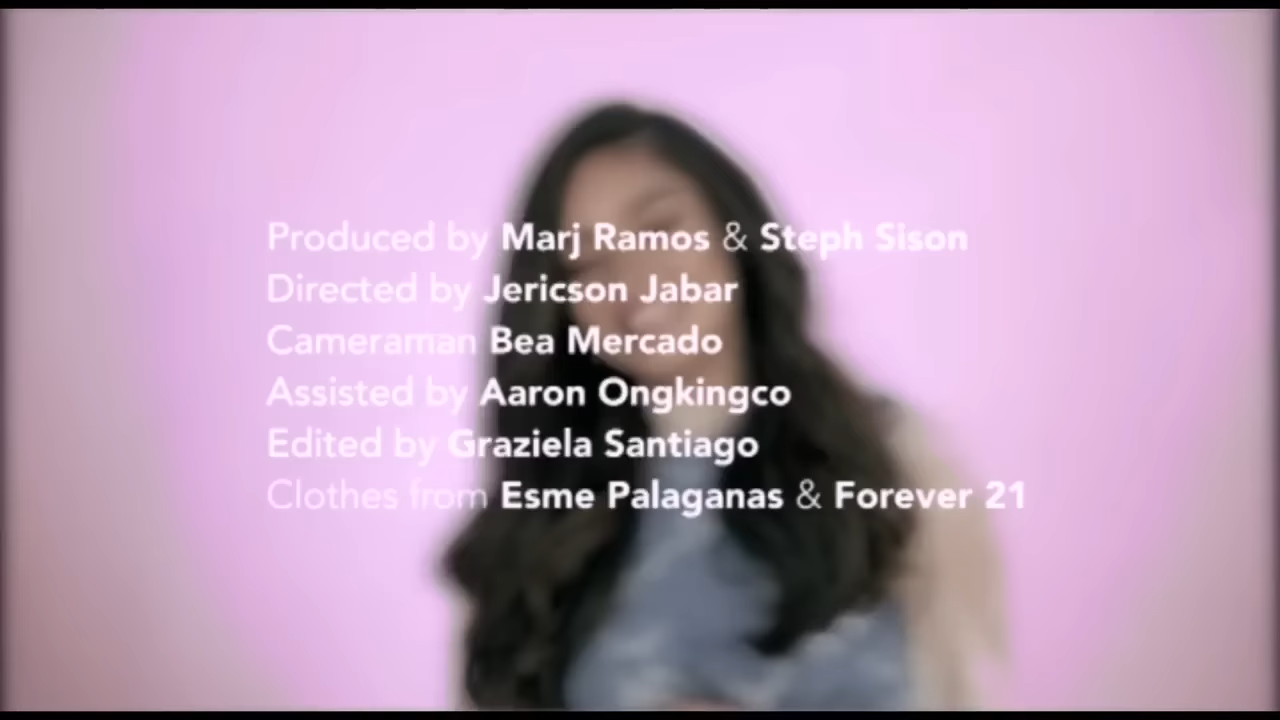 Produced by Marj Ramos & Steph Sison
Directed by Jericson Jabar
Cameraman Bea Mercado
Assisted by Aaron Ongkingco
Edited by Graziela Santiago
Clothes from Esme Palaganas & Forever 21